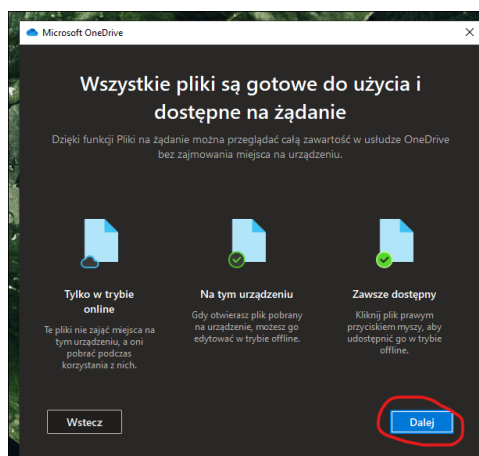 Microsoft OneDrive
Wszystkie pliki są gotowe do użycia i
dostępne na żądanie
Dzięki funkcji Pliki na żądanie można przeglądać całą zawartość w usłudze OneDrive
bez zajmowania miejsca na urządzeniu.
Tylko w trybie
online
Te pliki nie zająć miejsca na
tym urządzeniu, a oni
pobrać podczas
korzystania z nich.
Na tym urządzeniu
Gdy otwierasz plik pobrany
na urządzenie, możesz go
edytować w trybie offline.
Zawsze dostępny
Kliknij plik prawym
przyciskiem myszy, aby
udostępnić go w trybie
offline.
Wstecz
Dalej